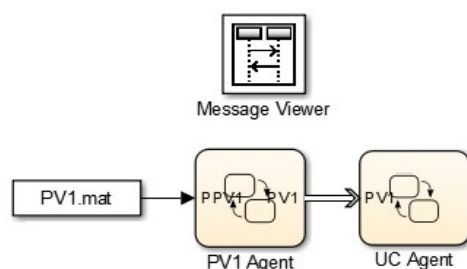 Message Viewer
PV1.mat
PPV1
PV1
PV1
PV1 Agent
UC Agent